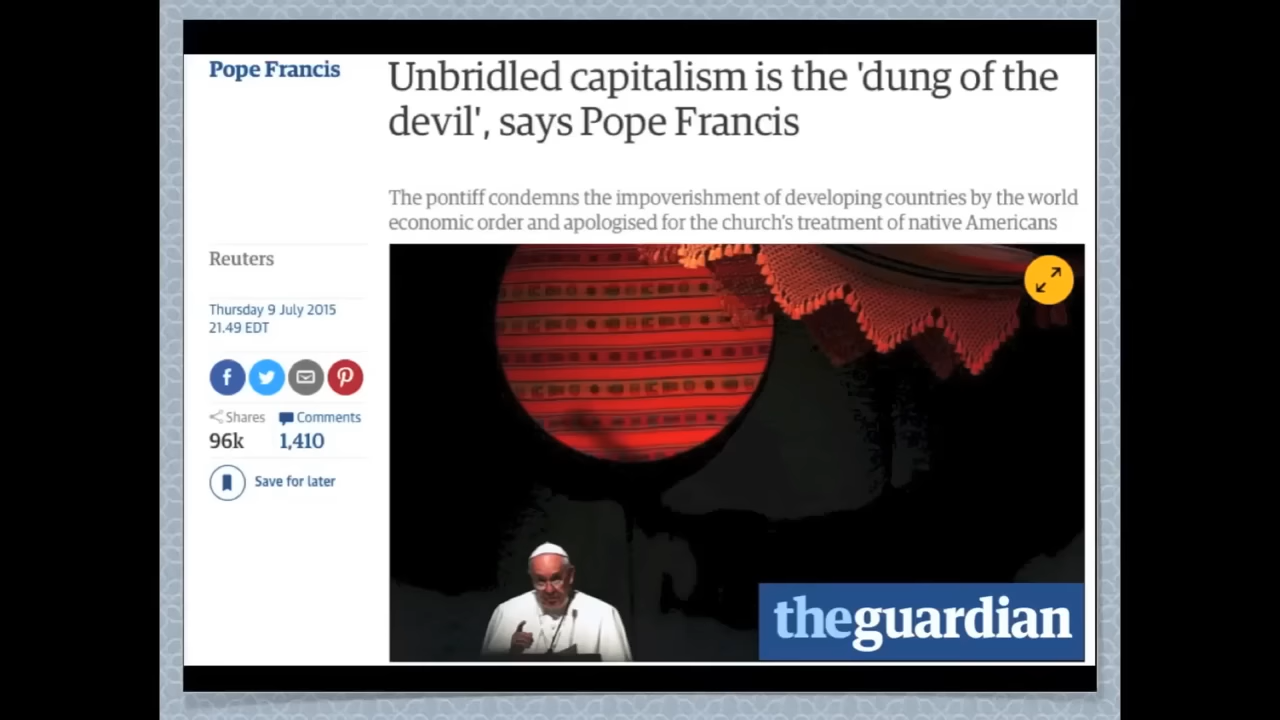 Pope Francis
Unbridled capitalism is the 'dung of the
devil', says Pope Francis
The pontiff condemns the impoverishment of developing countries by the world
economic order and apologised for the church's treatment of native Americans
Reuters
Thursday 9 July 2015
21.49 EDT
Shares Comments
96k 1,410
Save for later
theguardian